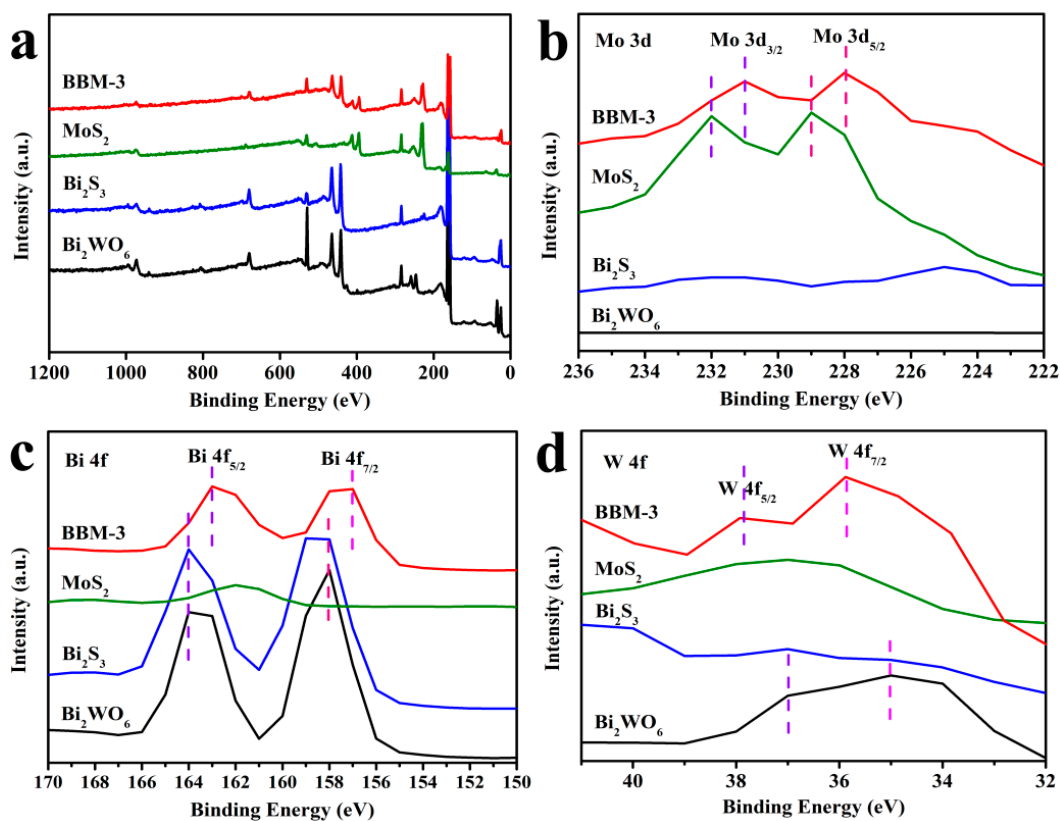 a
BBM-3
MoS₂
Bi₂S₃
Bi₂WO₆
Intensity (a.u.)
1200 1000 800 600 400 200 0
Binding Energy (eV)
b
Mo 3d
Mo 3d₃/₂
Mo 3d₅/₂
BBM-3
MoS₂
Bi₂S₃
Bi₂WO₆
Intensity (a.u.)
236 234 232 230 228 226 224 222
Binding Energy (eV)
c
Bi 4f
Bi 4f₅/₂
Bi 4f₇/₂
BBM-3
MoS₂
Bi₂S₃
Bi₂WO₆
Intensity (a.u.)
170 168 166 164 162 160 158 156 154 152 150
Binding Energy (eV)
d
W 4f
W 4f₇/₂
W 4f₅/₂
BBM-3
MoS₂
Bi₂S₃
Bi₂WO₆
Intensity (a.u.)
40 38 36 34 32
Binding Energy (eV)